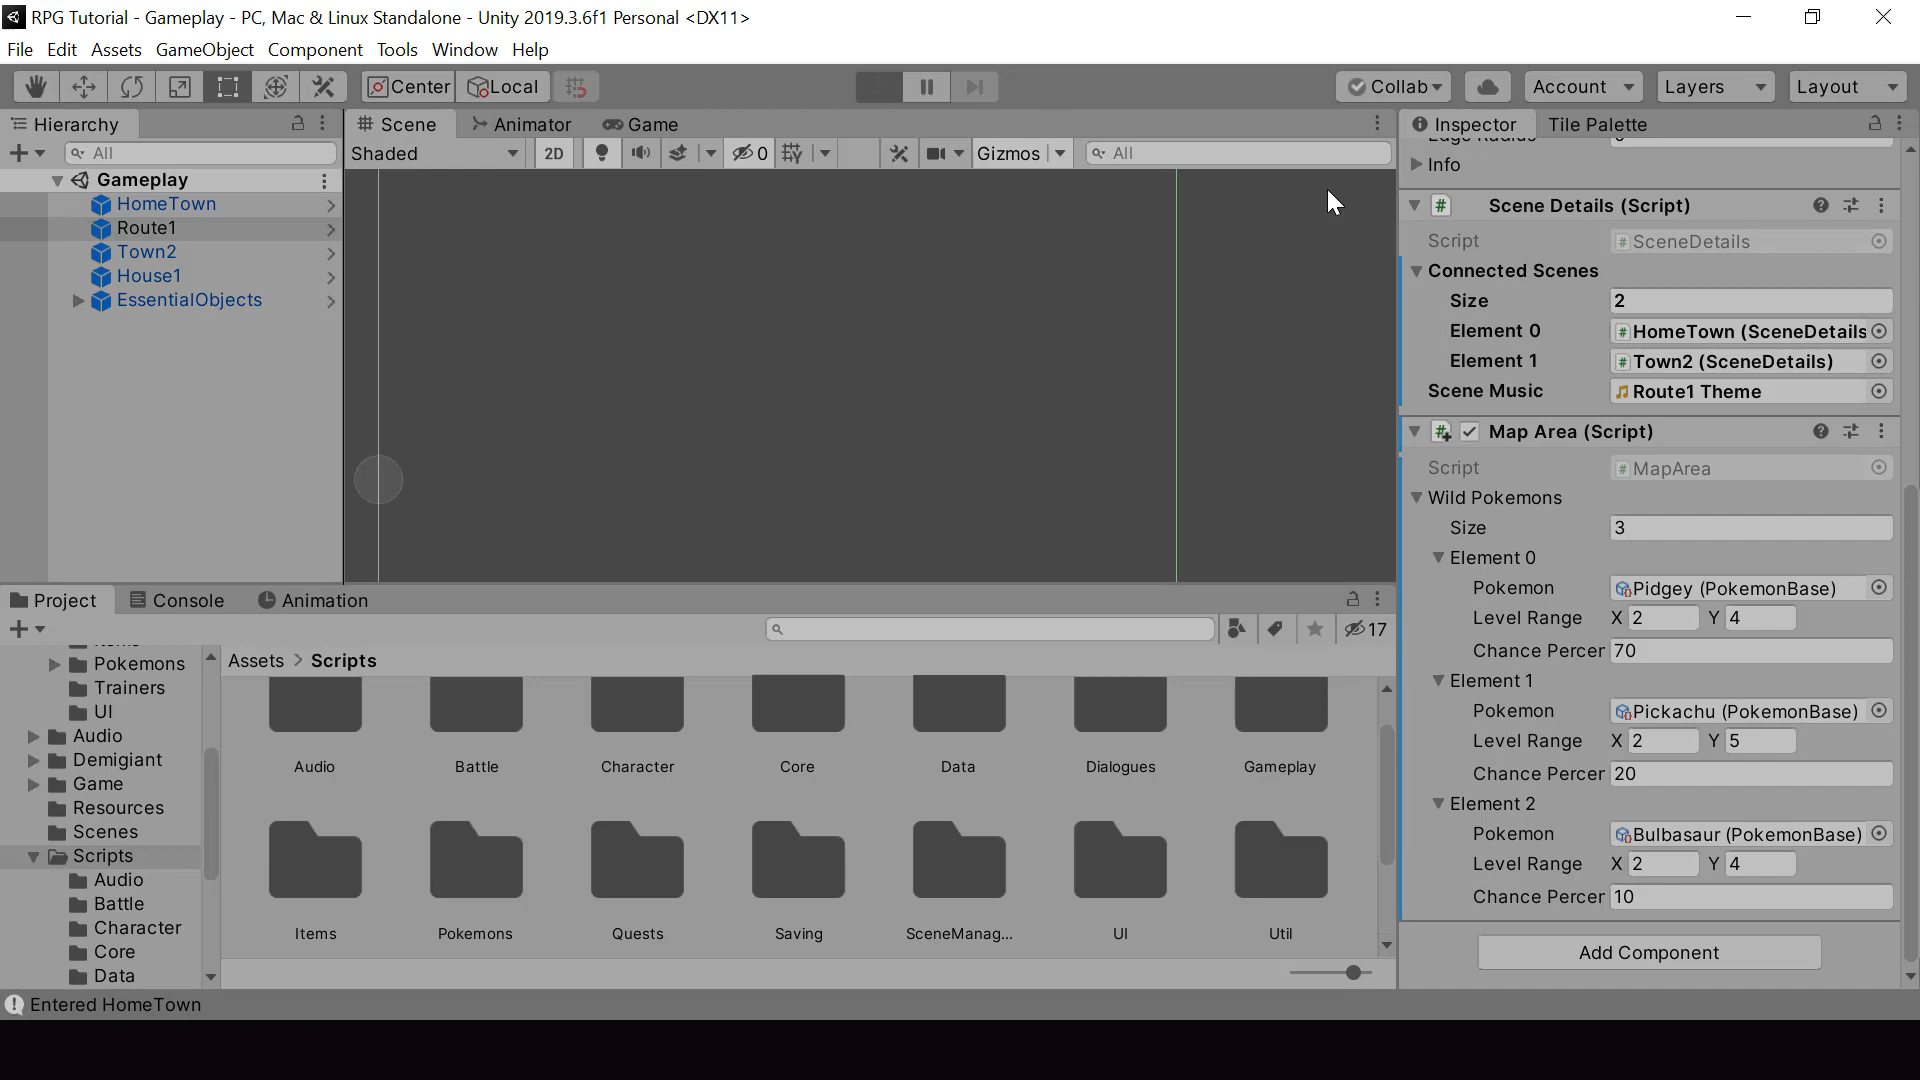 RPG Tutorial - Gameplay - PC, Mac & Linux Standalone - Unity 2019.3.6f1 Personal <DX11>
File Edit Assets GameObject Component Tools Window Help
Center Local Collab Account Layers Layout
Hierarchy
All
Gameplay
HomeTown
Route1
Town2
House1
EssentialObjects
Scene Animator Game
Shaded 2D 0 Gizmos All
Inspector Tile Palette
Info
Scene Details (Script)
Script SceneDetails
Connected Scenes
Size 2
Element 0 HomeTown (SceneDetails
Element 1 Town2 (SceneDetails)
Scene Music Route1 Theme
Map Area (Script)
Script MapArea
Wild Pokemons
Size 3
Element 0
Pokemon Pidgey (PokemonBase)
Level Range X 2 Y 4
Chance Percer 70
Element 1
Pokemon Pickachu (PokemonBase)
Level Range X 2 Y 5
Chance Percer 20
Element 2
Pokemon Bulbasaur (PokemonBase)
Level Range X 2 Y 4
Chance Percer 10
Add Component
Project Console Animation
17
Pokemons
Trainers
UI
Audio
Demigiant
Game
Resources
Scenes
Scripts
Audio
Battle
Character
Core
Data
Assets > Scripts
Audio Battle Character Core Data Dialogues Gameplay
Items Pokemons Quests Saving SceneManag... UI Util
Entered HomeTown